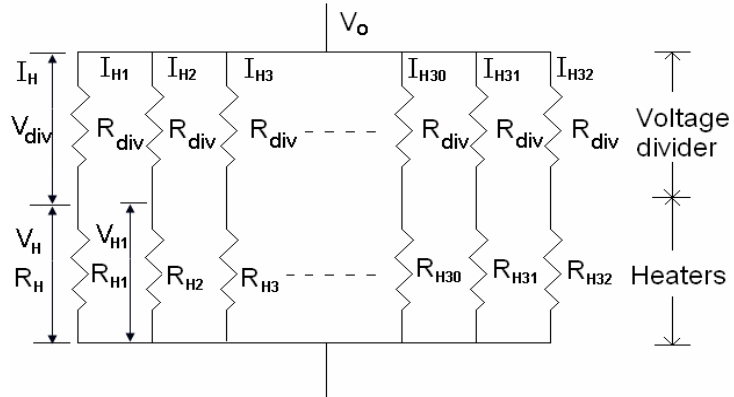 V₀
I_H I_H1 I_H2 I_H3 I_H30 I_H31 I_H32
V_div R_div R_div R_div R_div R_div R_div Voltage divider
V_H V_H1
R_H R_H1 R_H2 R_H3 R_H30 R_H31 R_H32 Heaters